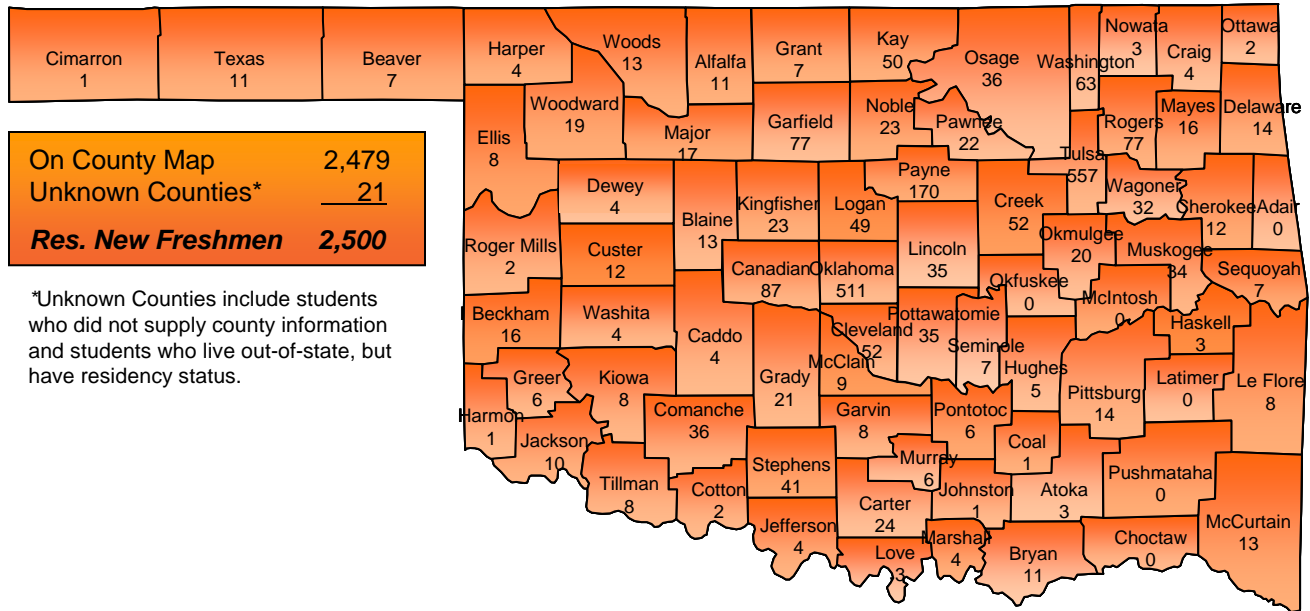 Cimarron
1
Texas
11
Beaver
7
Harper
4
Woods
13
Alfalfa
11
Grant
7
Kay
50
Osage
36
Washington
63
Nowata
3
Craig
4
Ottawa
2
Ellis
8
Woodward
19
Major
17
Garfield
77
Noble
23
Pawnee
22
Rogers
77
Mayes
16
Delaware
14
Tulsa
557
On County Map 2,479
Unknown Counties* 21
Res. New Freshmen 2,500
*Unknown Counties include students
who did not supply county information
and students who live out-of-state, but
have residency status.
Dewey
4
Blaine
13
Kingfisher
23
Logan
49
Payne
170
Creek
52
Wagoner
32
Cherokee
12
Adair
0
Roger Mills
2
Custer
12
Canadian
87
Oklahoma
511
Lincoln
35
Okmulgee
20
Muskogee
34
Sequoyah
7
Okfuskee
0
McIntosh
0
Beckham
16
Washita
4
Caddo
4
Cleveland
52
Pottawatomie
35
Seminole
7
Hughes
5
Haskell
3
McClain
9
Grady
21
Greer
6
Kiowa
8
Pittsburg
14
Latimer
0
Le Flore
8
Harmon
1
Jackson
10
Comanche
36
Garvin
8
Pontotoc
6
Coal
1
Stephens
41
Murray
6
Tillman
8
Cotton
2
Carter
24
Johnston
1
Atoka
3
Pushmataha
0
McCurtain
13
Jefferson
4
Love
3
Marshall
4
Bryan
11
Choctaw
0